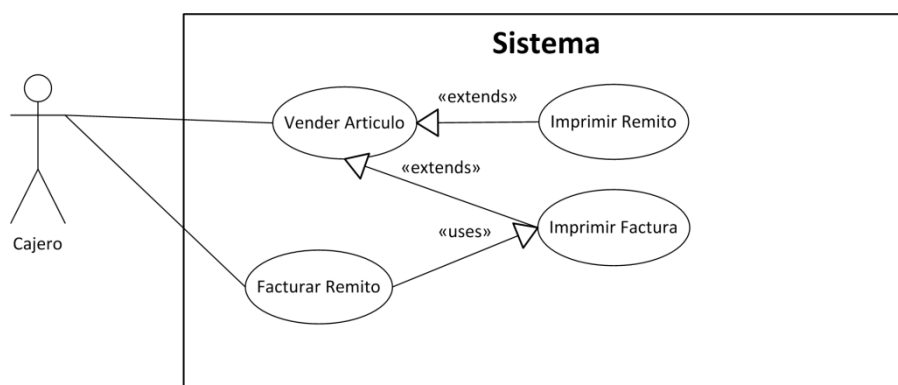 Sistema
«extends»
Vender Articulo
Imprimir Remito
«extends»
«uses»
Imprimir Factura
Cajero
Facturar Remito